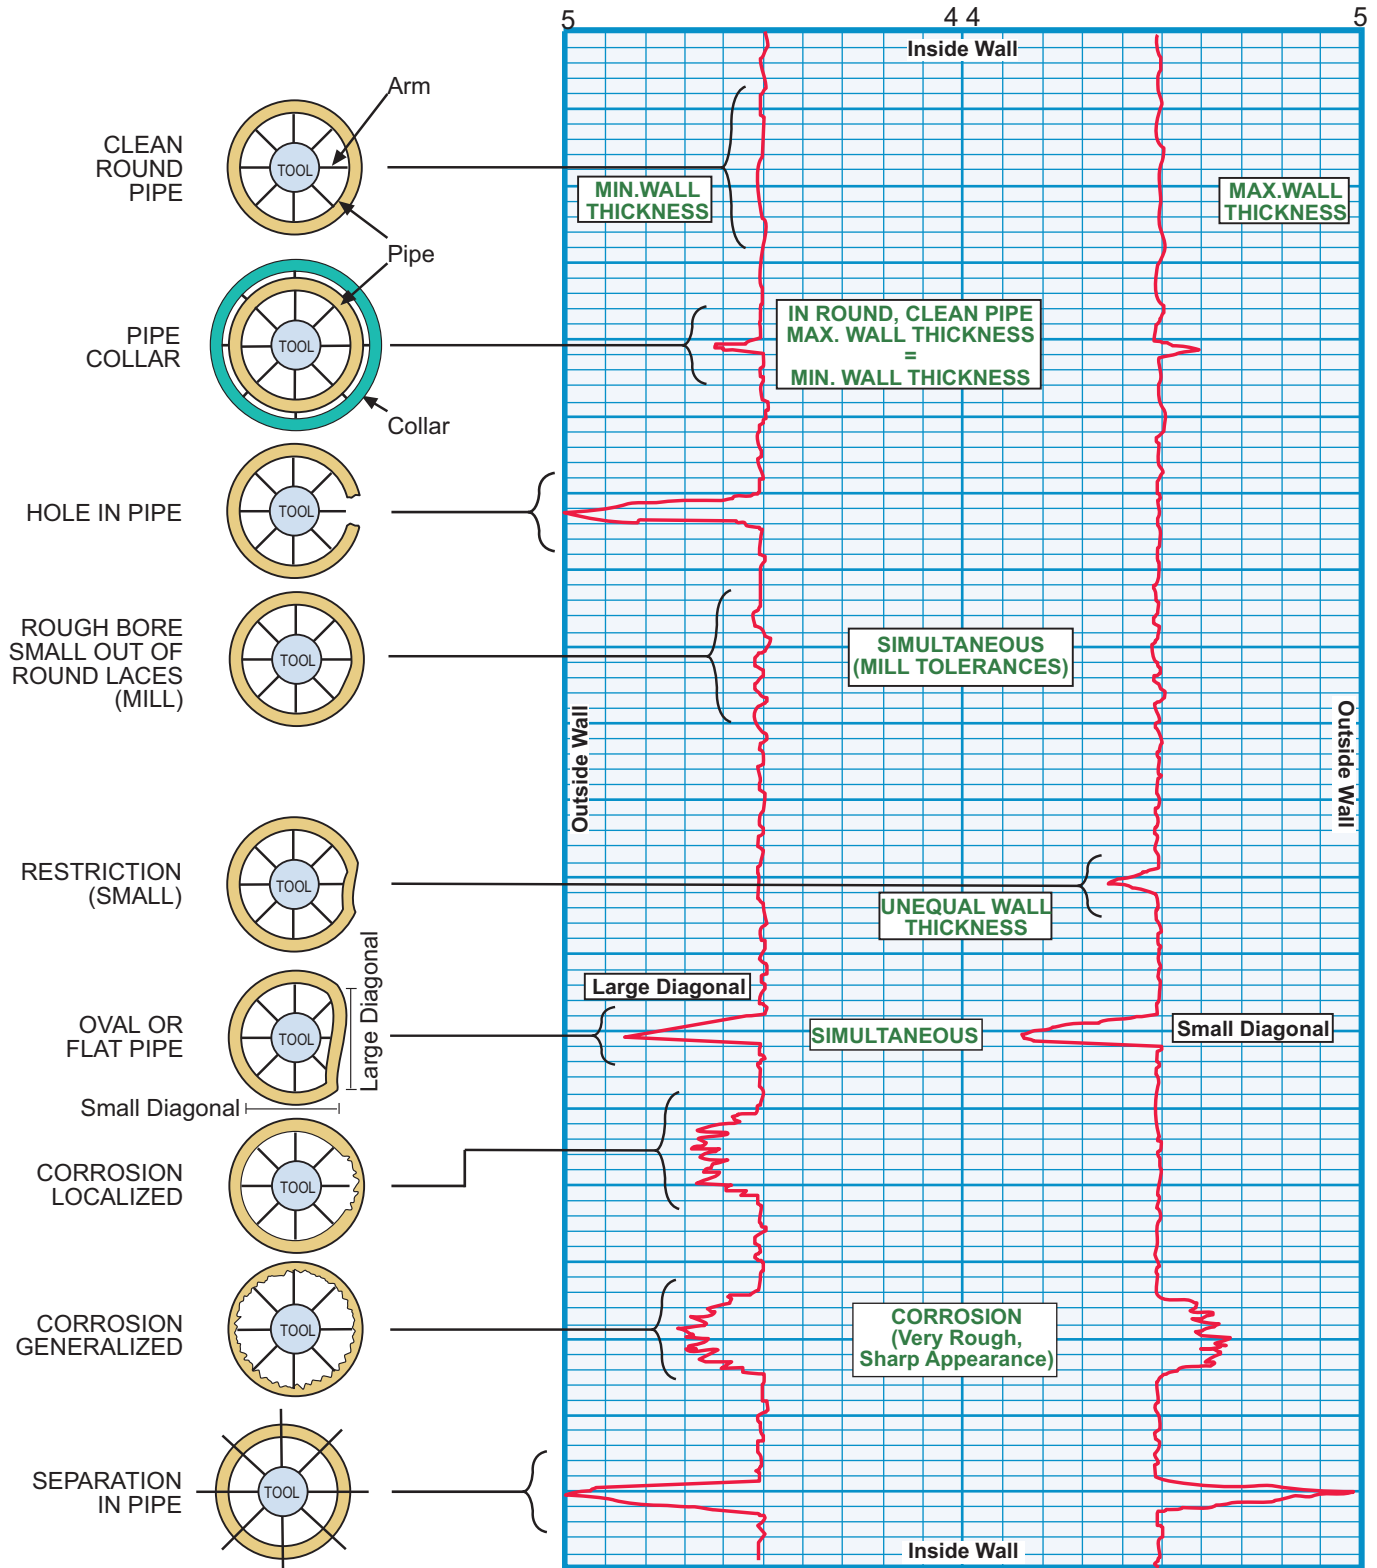 5
4 4
5
Inside Wall
Arm
CLEAN
ROUND
PIPE
TOOL
MIN.WALL
THICKNESS
MAX.WALL
THICKNESS
Pipe
PIPE
COLLAR
TOOL
IN ROUND, CLEAN PIPE
MAX. WALL THICKNESS
=
MIN. WALL THICKNESS
Collar
HOLE IN PIPE
TOOL
ROUGH BORE
SMALL OUT OF
ROUND LACES
(MILL)
TOOL
SIMULTANEOUS
(MILL TOLERANCES)
Outside Wall
Outside Wall
RESTRICTION
(SMALL)
TOOL
UNEQUAL WALL
THICKNESS
Large Diagonal
OVAL OR
FLAT PIPE
TOOL
Large Diagonal
SIMULTANEOUS
Small Diagonal
Small Diagonal
CORROSION
LOCALIZED
TOOL
CORROSION
GENERALIZED
TOOL
CORROSION
(Very Rough,
Sharp Appearance)
SEPARATION
IN PIPE
TOOL
Inside Wall